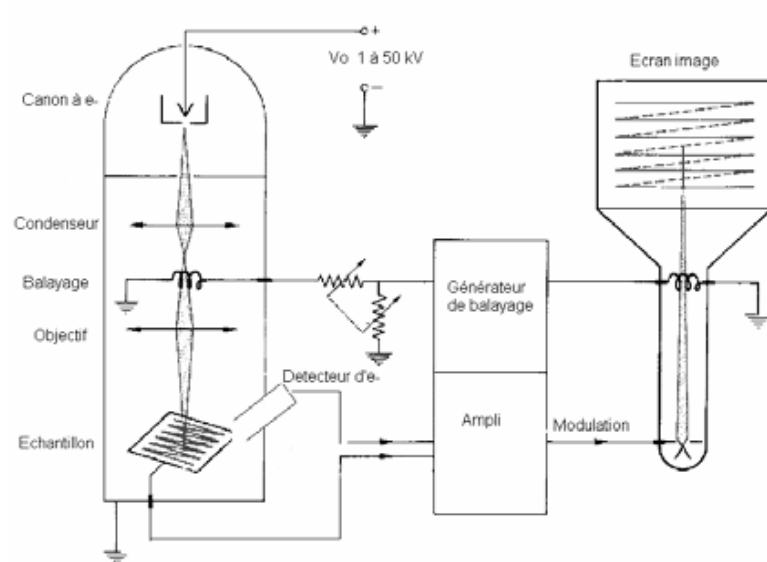 +
Vo 1 à 50 kV
−
Ecran image
Canon à e-
Condenseur
Balayage
Générateur
de balayage
Objectif
Detecteur d'e-
Echantillon
Ampli
Modulation